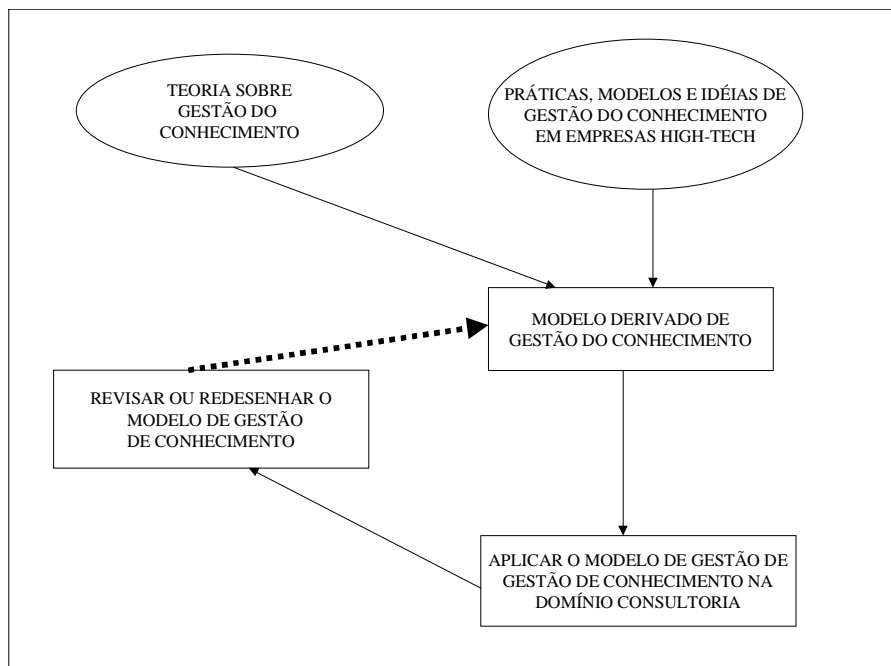 TEORIA SOBRE
GESTÃO DO
CONHECIMENTO
PRÁTICAS, MODELOS E IDÉIAS DE
GESTÃO DO CONHECIMENTO
EM EMPRESAS HIGH-TECH
MODELO DERIVADO DE
GESTÃO DO CONHECIMENTO
REVISAR OU REDESENHAR O
MODELO DE GESTÃO
DE CONHECIMENTO
APLICAR O MODELO DE GESTÃO DE
GESTÃO DE CONHECIMENTO NA
DOMÍNIO CONSULTORIA